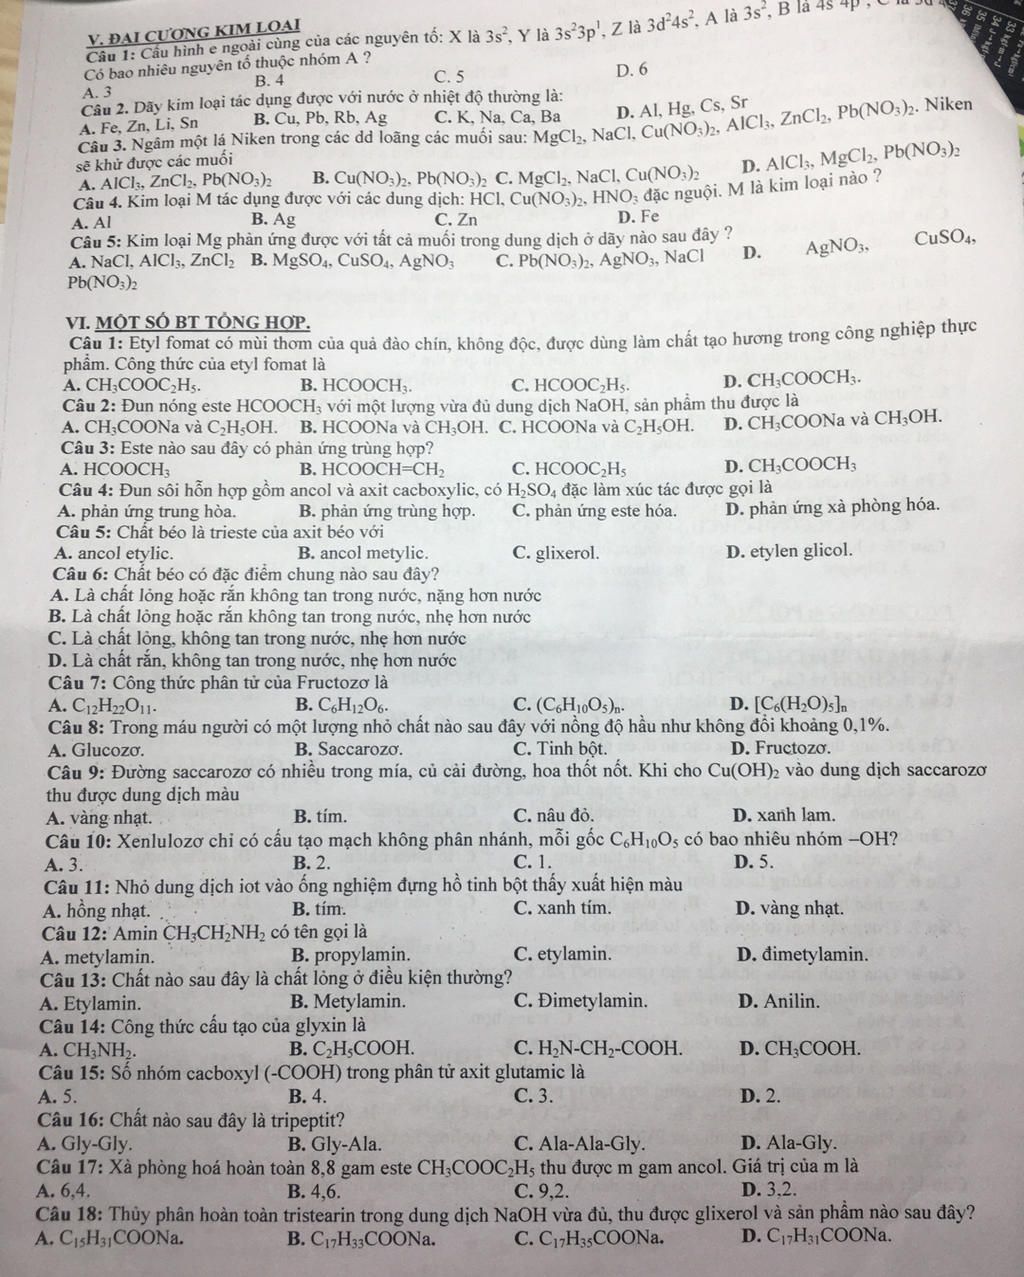 V. ĐẠI CƯƠNG KIM LOẠI
Câu 1: Cấu hình e ngoài cùng của các nguyên tố: X là 3s², Y là 3s²3p¹, Z là 3d²4s², A là 3s², B là 4s 4p ,
Có bao nhiêu nguyên tố thuộc nhóm A ?
A. 3 B. 4 C. 5 D. 6
Câu 2. Dãy kim loại tác dụng được với nước ở nhiệt độ thường là:
A. Fe, Zn, Li, Sn B. Cu, Pb, Rb, Ag C. K, Na, Ca, Ba D. Al, Hg, Cs, Sr
Câu 3. Ngâm một lá Niken trong các dd loãng các muối sau: MgCl₂, NaCl, Cu(NO₃)₂, AlCl₃, ZnCl₂, Pb(NO₃)₂. Niken
sẽ khử được các muối
A. AlCl₃, ZnCl₂, Pb(NO₃)₂ B. Cu(NO₃)₂, Pb(NO₃)₂ C. MgCl₂, NaCl, Cu(NO₃)₂ D. AlCl₃, MgCl₂, Pb(NO₃)₂
Câu 4. Kim loại M tác dụng được với các dung dịch: HCl, Cu(NO₃)₂, HNO₃ đặc nguội. M là kim loại nào ?
A. Al B. Ag C. Zn D. Fe
Câu 5: Kim loại Mg phản ứng được với tất cả muối trong dung dịch ở dãy nào sau đây ?
A. NaCl, AlCl₃, ZnCl₂ B. MgSO₄, CuSO₄, AgNO₃ C. Pb(NO₃)₂, AgNO₃, NaCl D. AgNO₃, CuSO₄,
Pb(NO₃)₂
VI. MỘT SỐ BT TỔNG HỢP.
Câu 1: Etyl fomat có mùi thơm của quả đào chín, không độc, được dùng làm chất tạo hương trong công nghiệp thực
phẩm. Công thức của etyl fomat là
A. CH₃COOC₂H₅. B. HCOOCH₃. C. HCOOC₂H₅. D. CH₃COOCH₃.
Câu 2: Đun nóng este HCOOCH₃ với một lượng vừa đủ dung dịch NaOH, sản phẩm thu được là
A. CH₃COONa và C₂H₅OH. B. HCOONa và CH₃OH. C. HCOONa và C₂H₅OH. D. CH₃COONa và CH₃OH.
Câu 3: Este nào sau đây có phản ứng trùng hợp?
A. HCOOCH₃ B. HCOOCH=CH₂ C. HCOOC₂H₅ D. CH₃COOCH₃
Câu 4: Đun sôi hỗn hợp gồm ancol và axit cacboxylic, có H₂SO₄ đặc làm xúc tác được gọi là
A. phản ứng trung hòa. B. phản ứng trùng hợp. C. phản ứng este hóa. D. phản ứng xà phòng hóa.
Câu 5: Chất béo là trieste của axit béo với
A. ancol etylic. B. ancol metylic. C. glixerol. D. etylen glicol.
Câu 6: Chất béo có đặc điểm chung nào sau đây?
A. Là chất lỏng hoặc rắn không tan trong nước, nặng hơn nước
B. Là chất lỏng hoặc rắn không tan trong nước, nhẹ hơn nước
C. Là chất lỏng, không tan trong nước, nhẹ hơn nước
D. Là chất rắn, không tan trong nước, nhẹ hơn nước
Câu 7: Công thức phân tử của Fructozơ là
A. C₁₂H₂₂O₁₁. B. C₆H₁₂O₆. C. (C₆H₁₀O₅)ₙ. D. [C₆(H₂O)₅]ₙ
Câu 8: Trong máu người có một lượng nhỏ chất nào sau đây với nồng độ hầu như không đổi khoảng 0,1%.
A. Glucozơ. B. Saccarozơ. C. Tinh bột. D. Fructozơ.
Câu 9: Đường saccarozơ có nhiều trong mía, củ cải đường, hoa thốt nốt. Khi cho Cu(OH)₂ vào dung dịch saccarozơ
thu được dung dịch màu
A. vàng nhạt. B. tím. C. nâu đỏ. D. xanh lam.
Câu 10: Xenlulozơ chỉ có cấu tạo mạch không phân nhánh, mỗi gốc C₆H₁₀O₅ có bao nhiêu nhóm –OH?
A. 3. B. 2. C. 1. D. 5.
Câu 11: Nhỏ dung dịch iot vào ống nghiệm đựng hồ tinh bột thấy xuất hiện màu
A. hồng nhạt. B. tím. C. xanh tím. D. vàng nhạt.
Câu 12: Amin CH₃CH₂NH₂ có tên gọi là
A. metylamin. B. propylamin. C. etylamin. D. đimetylamin.
Câu 13: Chất nào sau đây là chất lỏng ở điều kiện thường?
A. Etylamin. B. Metylamin. C. Đimetylamin. D. Anilin.
Câu 14: Công thức cấu tạo của glyxin là
A. CH₃NH₂. B. C₂H₅COOH. C. H₂N-CH₂-COOH. D. CH₃COOH.
Câu 15: Số nhóm cacboxyl (-COOH) trong phân tử axit glutamic là
A. 5. B. 4. C. 3. D. 2.
Câu 16: Chất nào sau đây là tripeptit?
A. Gly-Gly. B. Gly-Ala. C. Ala-Ala-Gly. D. Ala-Gly.
Câu 17: Xà phòng hoá hoàn toàn 8,8 gam este CH₃COOC₂H₅ thu được m gam ancol. Giá trị của m là
A. 6,4. B. 4,6. C. 9,2. D. 3,2.
Câu 18: Thủy phân hoàn toàn tristearin trong dung dịch NaOH vừa đủ, thu được glixerol và sản phẩm nào sau đây?
A. C₁₅H₃₁COONa. B. C₁₇H₃₃COONa. C. C₁₇H₃₅COONa. D. C₁₇H₃₁COONa.